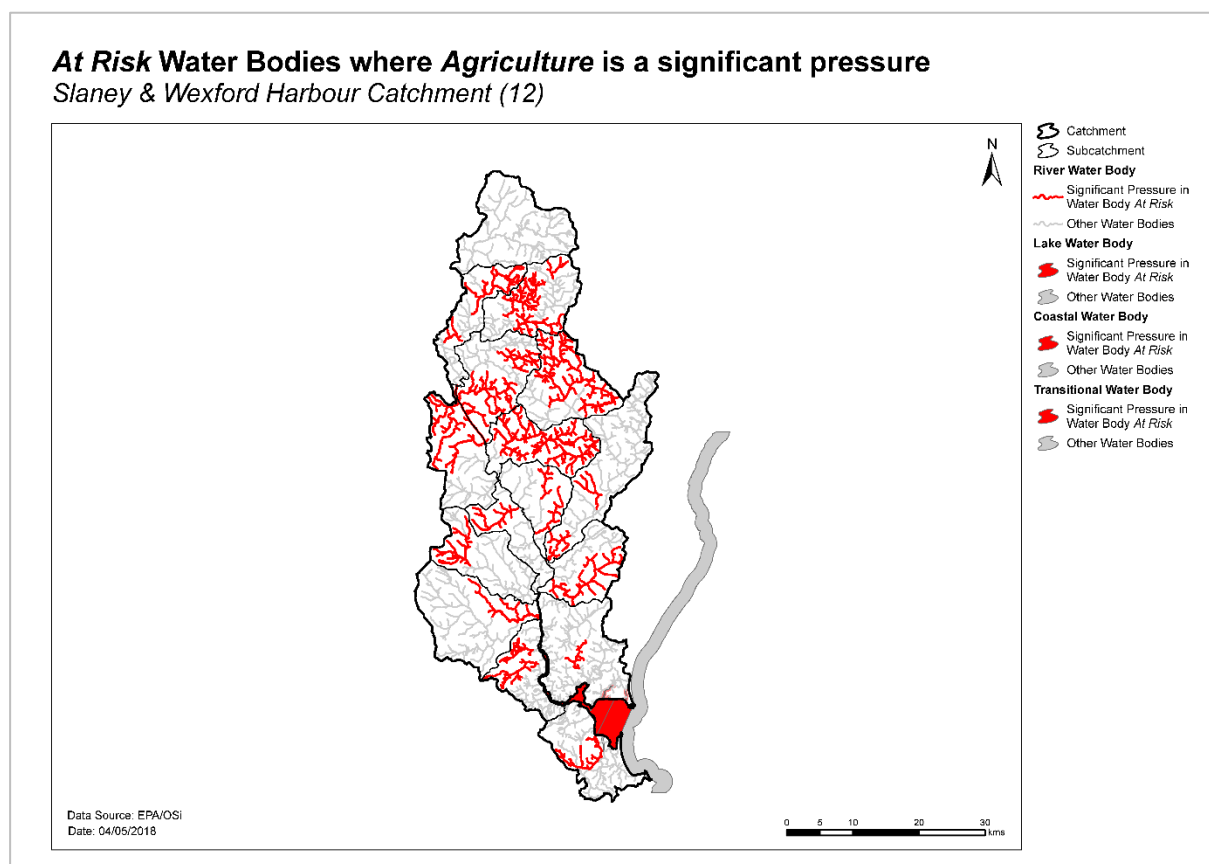 At Risk Water Bodies where Agriculture is a significant pressure
Slaney & Wexford Harbour Catchment (12)
N
Catchment
Subcatchment
River Water Body
Significant Pressure in
Water Body At Risk
Other Water Bodies
Lake Water Body
Significant Pressure in
Water Body At Risk
Other Water Bodies
Coastal Water Body
Significant Pressure in
Water Body At Risk
Other Water Bodies
Transitional Water Body
Significant Pressure in
Water Body At Risk
Other Water Bodies
Data Source: EPA/OSi
Date: 04/05/2018
0 5 10 20 30
kms